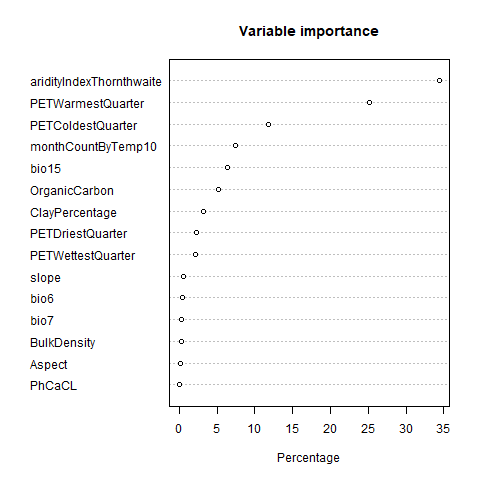 Variable importance
aridityIndexThornthwaite
PETWarmestQuarter
PETColdestQuarter
monthCountByTemp10
bio15
OrganicCarbon
ClayPercentage
PETDriestQuarter
PETWettestQuarter
slope
bio6
bio7
BulkDensity
Aspect
PhCaCL
0 5 10 15 20 25 30 35
Percentage